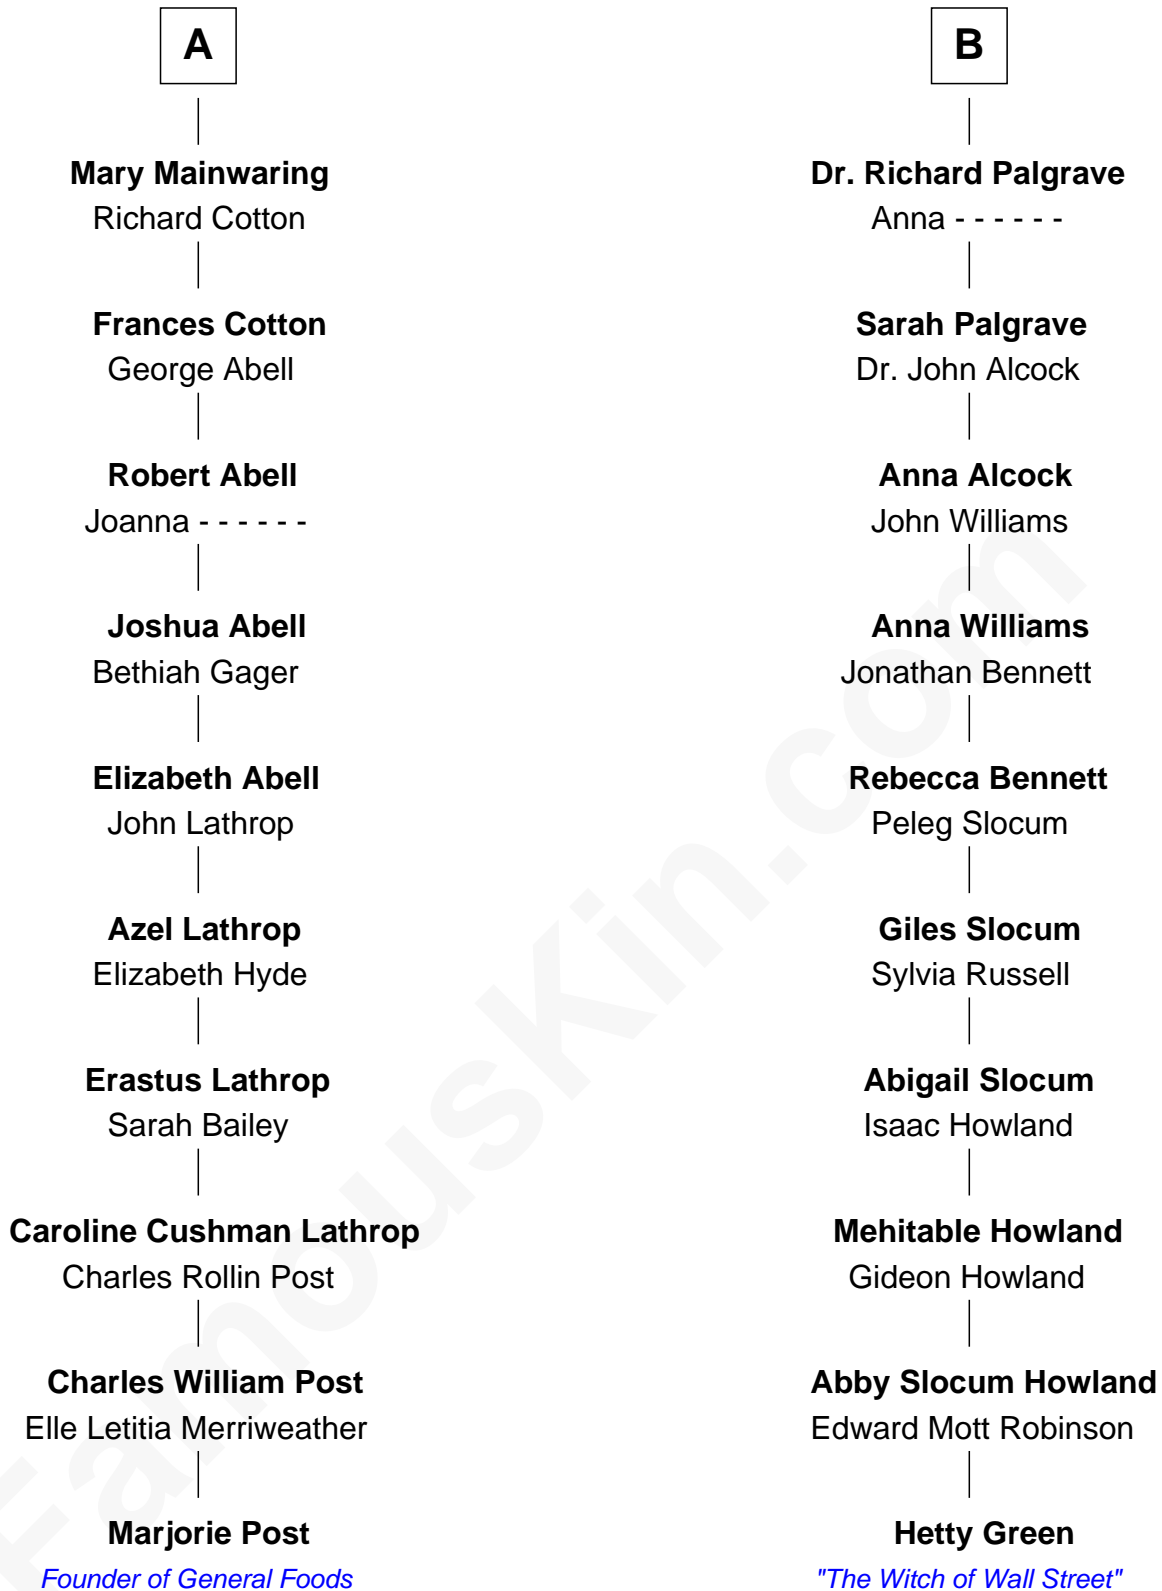 A
Mary Mainwaring
Richard Cotton
Frances Cotton
George Abell
Robert Abell
Joanna - - - - - -
Joshua Abell
Bethiah Gager
Elizabeth Abell
John Lathrop
Azel Lathrop
Elizabeth Hyde
Erastus Lathrop
Sarah Bailey
Caroline Cushman Lathrop
Charles Rollin Post
Charles William Post
Elle Letitia Merriweather
Marjorie Post
Founder of General Foods
B
Dr. Richard Palgrave
Anna - - - - - -
Sarah Palgrave
Dr. John Alcock
Anna Alcock
John Williams
Anna Williams
Jonathan Bennett
Rebecca Bennett
Peleg Slocum
Giles Slocum
Sylvia Russell
Abigail Slocum
Isaac Howland
Mehitable Howland
Gideon Howland
Abby Slocum Howland
Edward Mott Robinson
Hetty Green
"The Witch of Wall Street"
FamousKin.com